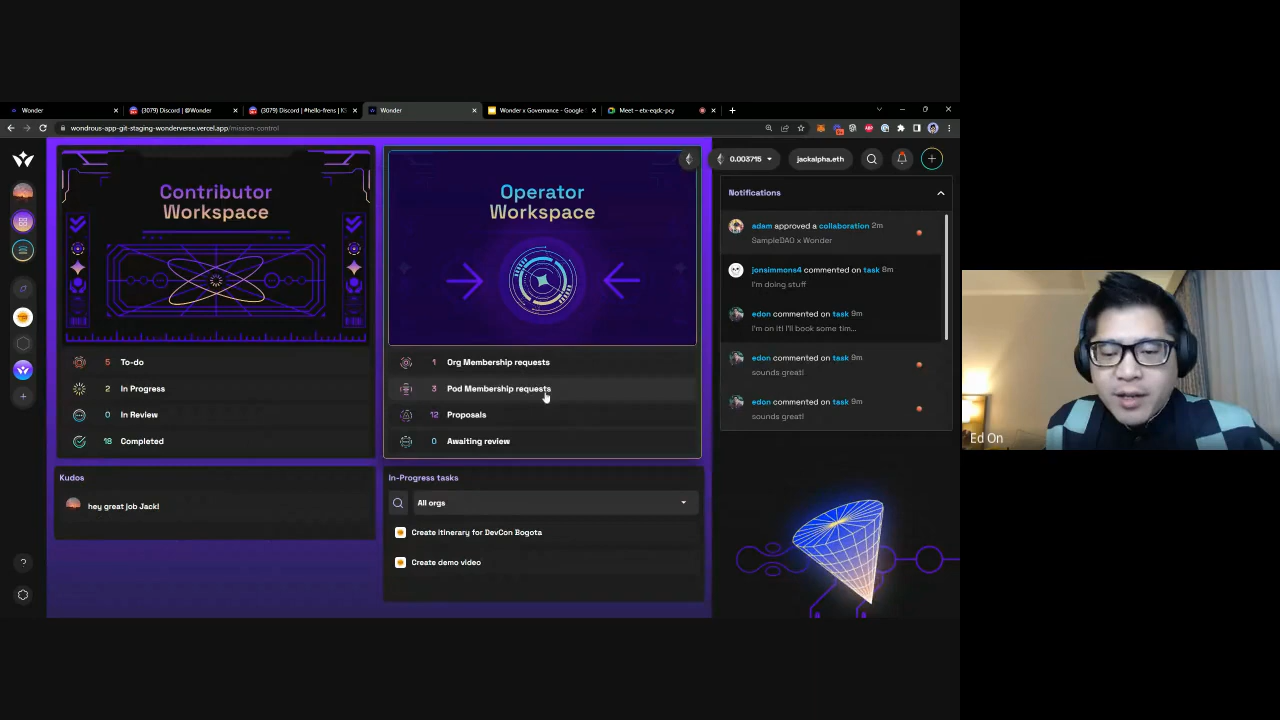 Wonder
(3079) Discord | @Wonder
(3079) Discord | #hello-frens | K
Wonder
Wonder x Governance - Google
Meet – etx-eqdc-pcy
wondrous-app-git-staging-wonderverse.vercel.app/mission-control
Contributor
Workspace
5 To-do
2 In Progress
0 In Review
18 Completed
Kudos
hey great job Jack!
Operator
Workspace
1 Org Membership requests
3 Pod Membership requests
12 Proposals
0 Awaiting review
In-Progress tasks
All orgs
Create itinerary for DevCon Bogota
Create demo video
0.003715
jackalpha.eth
Notifications
adam approved a collaboration 2m
SampleDAO x Wonder
jonsimmons4 commented on task 8m
I'm doing stuff
edon commented on task 9m
I'm on it! I'll book some tim...
edon commented on task 9m
sounds great!
edon commented on task 9m
sounds great!
?
Ed On